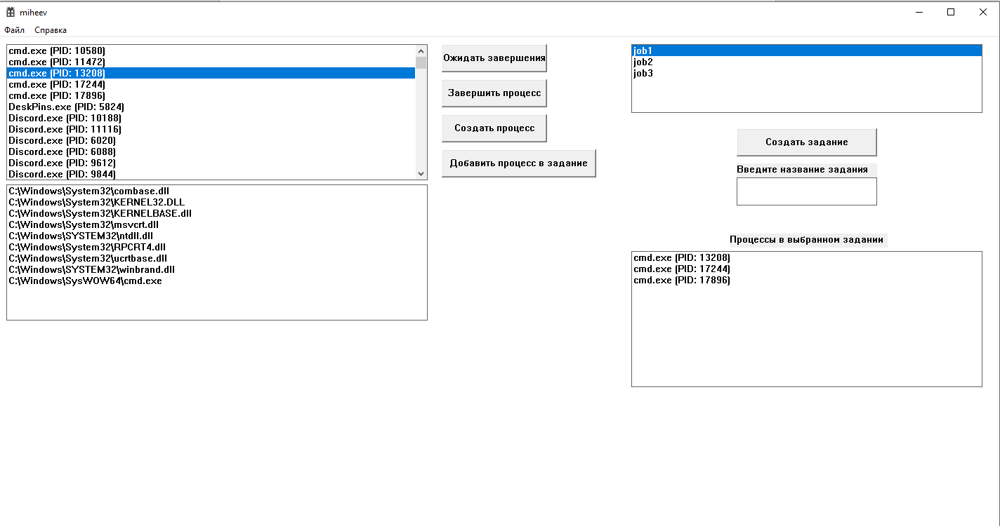 miheev
Файл Справка
cmd.exe (PID: 10580)
cmd.exe (PID: 11472)
cmd.exe (PID: 13208)
cmd.exe (PID: 17244)
cmd.exe (PID: 17896)
DeskPins.exe (PID: 5824)
Discord.exe (PID: 10188)
Discord.exe (PID: 11116)
Discord.exe (PID: 6020)
Discord.exe (PID: 6088)
Discord.exe (PID: 9612)
Discord.exe (PID: 9844)
C:\Windows\System32\combase.dll
C:\Windows\System32\KERNEL32.DLL
C:\Windows\System32\KERNELBASE.dll
C:\Windows\System32\msvcrt.dll
C:\Windows\SYSTEM32\ntdll.dll
C:\Windows\System32\RPCRT4.dll
C:\Windows\System32\ucrtbase.dll
C:\Windows\SYSTEM32\winbrand.dll
C:\Windows\SysWOW64\cmd.exe
Ожидать завершения
Завершить процесс
Создать процесс
Добавить процесс в задание
job1
job2
job3
Создать задание
Введите название задания
Процессы в выбранном задании
cmd.exe (PID: 13208)
cmd.exe (PID: 17244)
cmd.exe (PID: 17896)